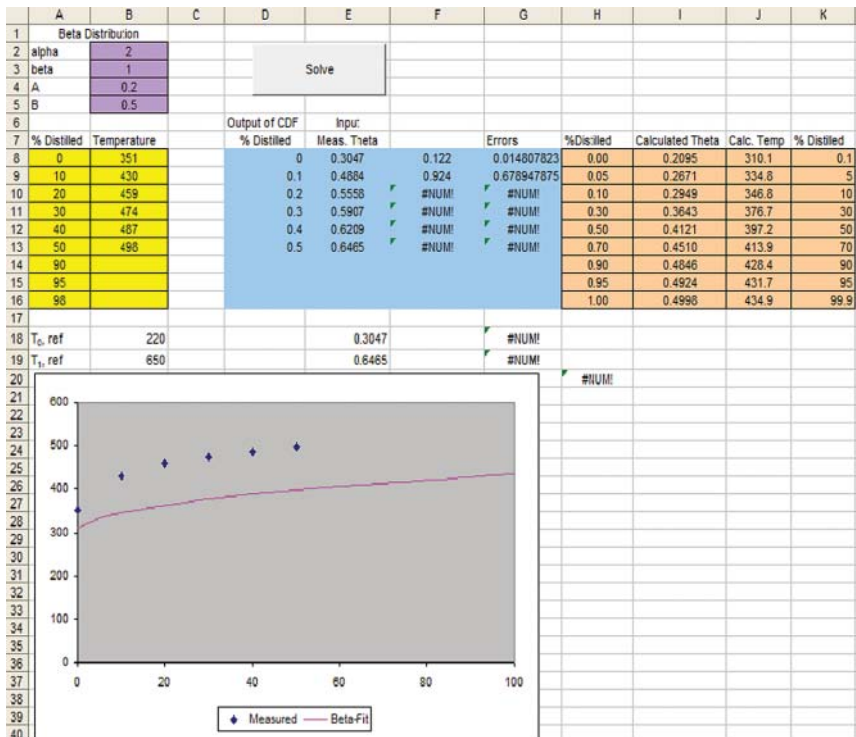 A B C D E F G H I J K
1 Beta Distribution
2 alpha 2
3 beta 1 Solve
4 A 0.2
5 B 0.5
6 Output of CDF Input
7 % Distilled Temperature % Distilled Meas. Theta Errors %Distilled Calculated Theta Calc. Temp % Distilled
8 0 351 0 0.3047 0.122 0.014807823 0.00 0.2095 310.1 0.1
9 10 430 0.1 0.4884 0.924 0.678947875 0.05 0.2671 334.8 5
10 20 459 0.2 0.5558 #NUM! #NUM! 0.10 0.2949 346.8 10
11 30 474 0.3 0.5907 #NUM! #NUM! 0.30 0.3643 376.7 30
12 40 487 0.4 0.6209 #NUM! #NUM! 0.50 0.4121 397.2 50
13 50 498 0.5 0.6465 #NUM! #NUM! 0.70 0.4510 413.9 70
14 90 0.90 0.4846 428.4 90
15 95 0.95 0.4924 431.7 95
16 98 1.00 0.4998 434.9 99.9
17
18 T₀, ref 220 0.3047 #NUM!
19 T₁, ref 650 0.6465 #NUM!
20 #NUM!
21
22
23
24
25
26
27
28
29
30
31
32
33
34
35
36
37
38
39
40
600
500
400
300
200
100
0
0 20 40 60 80 100
Measured Beta-Fit